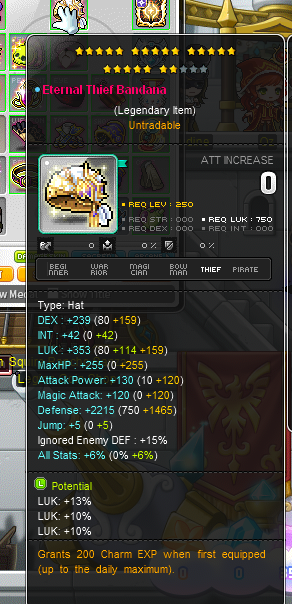 Eternal Thief Bandana
(Legendary Item)
Untradable
ATT INCREASE
0
REQ LEV : 250
REQ STR : 000
REQ LUK : 750
REQ DEX : 000
REQ INT : 000
0
0 %
0 %
BEGINNER
WARRIOR
MAGICIAN
BOWMAN
THIEF
PIRATE
Type: Hat
DEX : +239 (80 +159)
INT : +42 (0 +42)
LUK : +353 (80 +114 +159)
MaxHP : +255 (0 +255)
Attack Power: +130 (10 +120)
Magic Attack: +120 (0 +120)
Defense: +2215 (750 +1465)
Jump: +5 (0 +5)
Ignored Enemy DEF : +15%
All Stats: +6% (0% +6%)
L Potential
LUK: +13%
LUK: +10%
LUK: +10%
Grants 200 Charm EXP when first equipped
(up to the daily maximum).